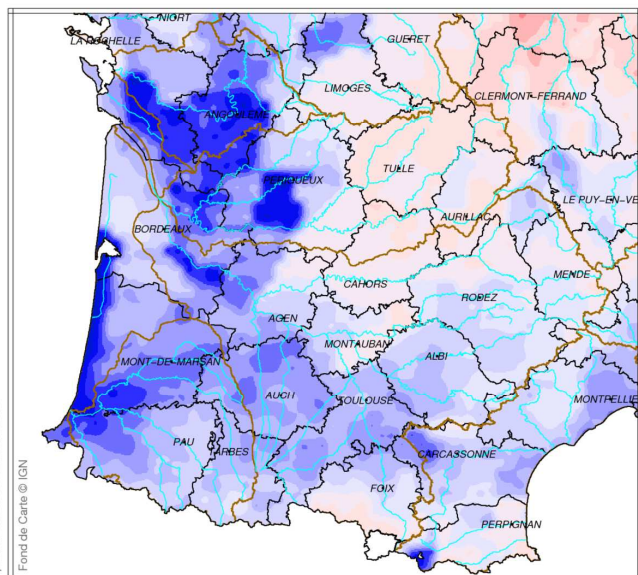 NIORT
LA ROCHELLE
GUERET
LIMOGES
CLERMONT-FERRAND
ANGOULEME
PERIGUEUX
TULLE
LE PUY-EN-VE
AURILLAC
BORDEAUX
MENDE
CAHORS
RODEZ
AGEN
MONTAUBAN
MONT-DE-MARSAN
ALBI
AUCH
TOULOUSE
MONTPELLIE
PAU
TARBES
CARCASSONNE
FOIX
PERPIGNAN
Fond de Carte © IGN